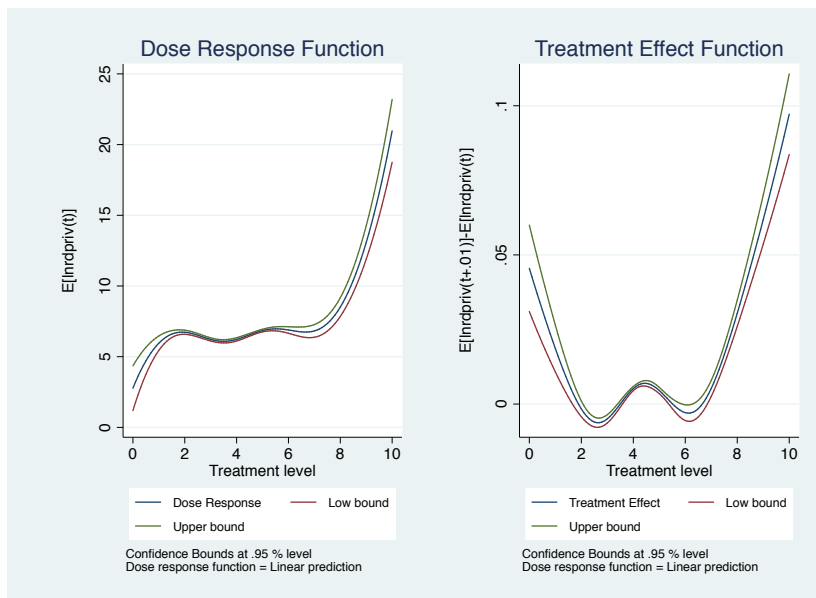 Dose Response Function
E[lnrdpriv(t)]
25
20
15
10
5
0
0 2 4 6 8 10
Treatment level
Dose Response Low bound
Upper bound
Confidence Bounds at .95 % level
Dose response function = Linear prediction
Treatment Effect Function
E[lnrdpriv(t+.01)]-E[lnrdpriv(t)]
.1
.05
0
0 2 4 6 8 10
Treatment level
Treatment Effect Low bound
Upper bound
Confidence Bounds at .95 % level
Dose response function = Linear prediction